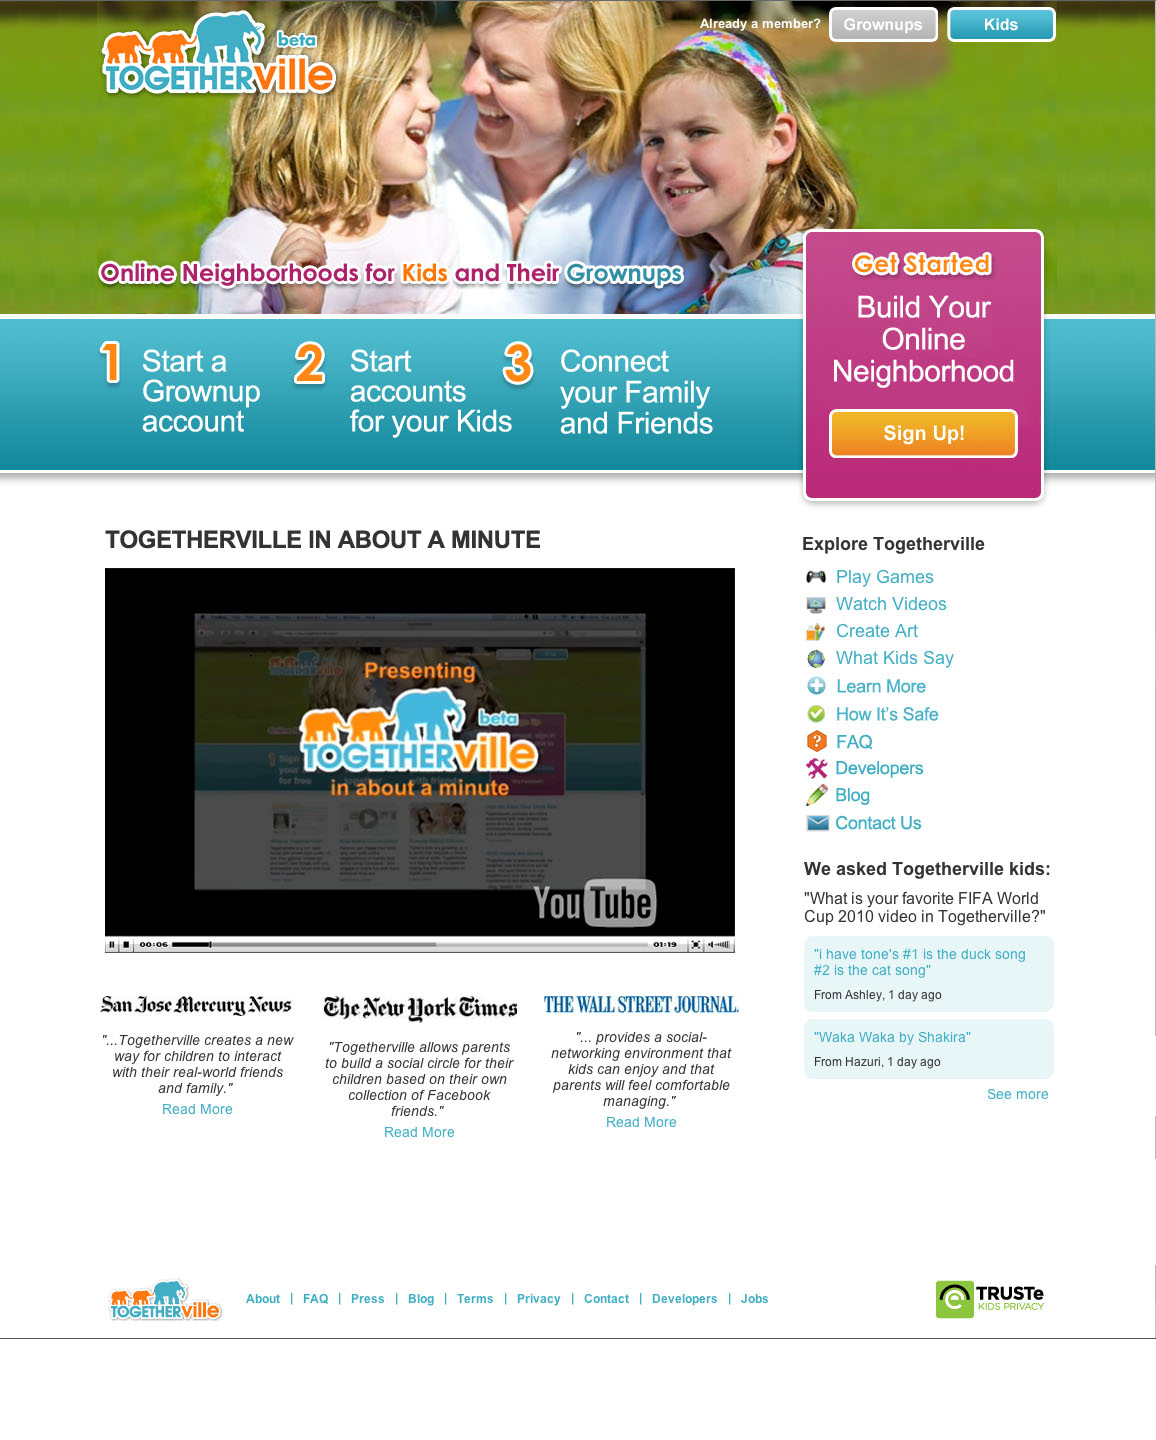 Already a member?
Grownups
Kids
beta
TOGETHERville
Online Neighborhoods for Kids and Their Grownups
Get Started
Build Your
Online
Neighborhood
Sign Up!
1 Start a
Grownup
account
2 Start
accounts
for your Kids
3 Connect
your Family
and Friends
TOGETHERVILLE IN ABOUT A MINUTE
Presenting
beta
TOGETHERville
in about a minute
YouTube
00:06
01:19
San Jose Mercury News
"...Togetherville creates a new
way for children to interact
with their real-world friends
and family."
Read More
The New York Times
"Togetherville allows parents
to build a social circle for their
children based on their own
collection of Facebook
friends."
Read More
THE WALL STREET JOURNAL.
"... provides a social-
networking environment that
kids can enjoy and that
parents will feel comfortable
managing."
Read More
Explore Togetherville
Play Games
Watch Videos
Create Art
What Kids Say
Learn More
How It's Safe
FAQ
Developers
Blog
Contact Us
We asked Togetherville kids:
"What is your favorite FIFA World
Cup 2010 video in Togetherville?"
"i have tone's #1 is the duck song
#2 is the cat song"
From Ashley, 1 day ago
"Waka Waka by Shakira"
From Hazuri, 1 day ago
See more
TOGETHERville
About | FAQ | Press | Blog | Terms | Privacy | Contact | Developers | Jobs
TRUSTe
KIDS PRIVACY